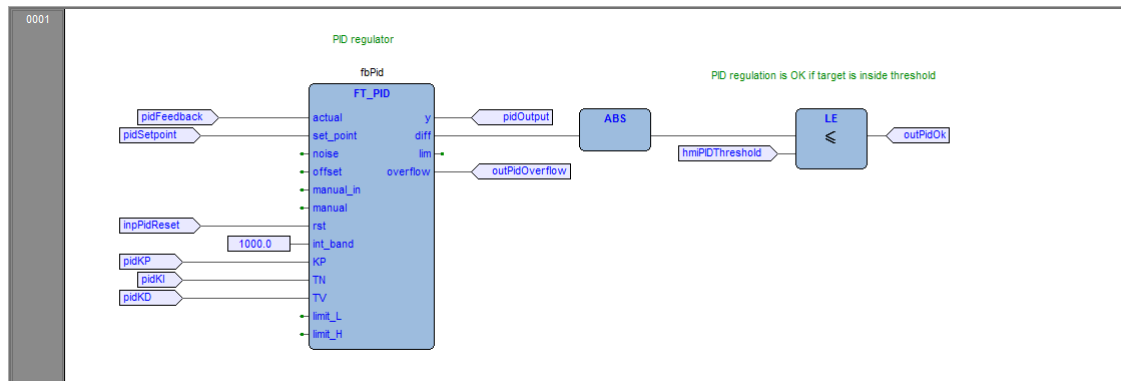 0001
PID regulator
fbPid
PID regulation is OK if target is inside threshold
FT_PID
ABS
LE
pidFeedback actual y pidOutput
pidSetpoint set_point diff ≤ outPidOk
noise lim hmiPIDThreshold
offset overflow outPidOverflow
manual_in
manual
inpPidReset rst
1000.0 int_band
pidKP KP
pidKI TN
pidKD TV
limit_L
limit_H